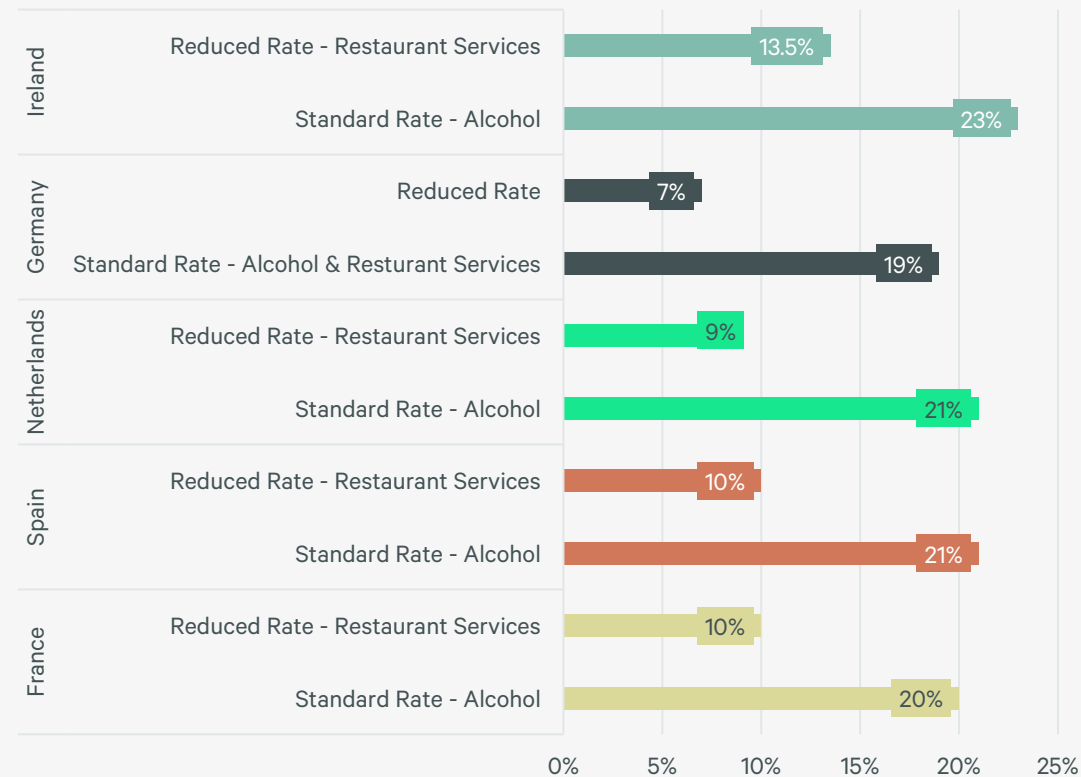 Ireland
Reduced Rate - Restaurant Services 13.5%
Standard Rate - Alcohol 23%
Germany
Reduced Rate 7%
Standard Rate - Alcohol & Resturant Services 19%
Netherlands
Reduced Rate - Restaurant Services 9%
Standard Rate - Alcohol 21%
Spain
Reduced Rate - Restaurant Services 10%
Standard Rate - Alcohol 21%
France
Reduced Rate - Restaurant Services 10%
Standard Rate - Alcohol 20%
0% 5% 10% 15% 20% 25%